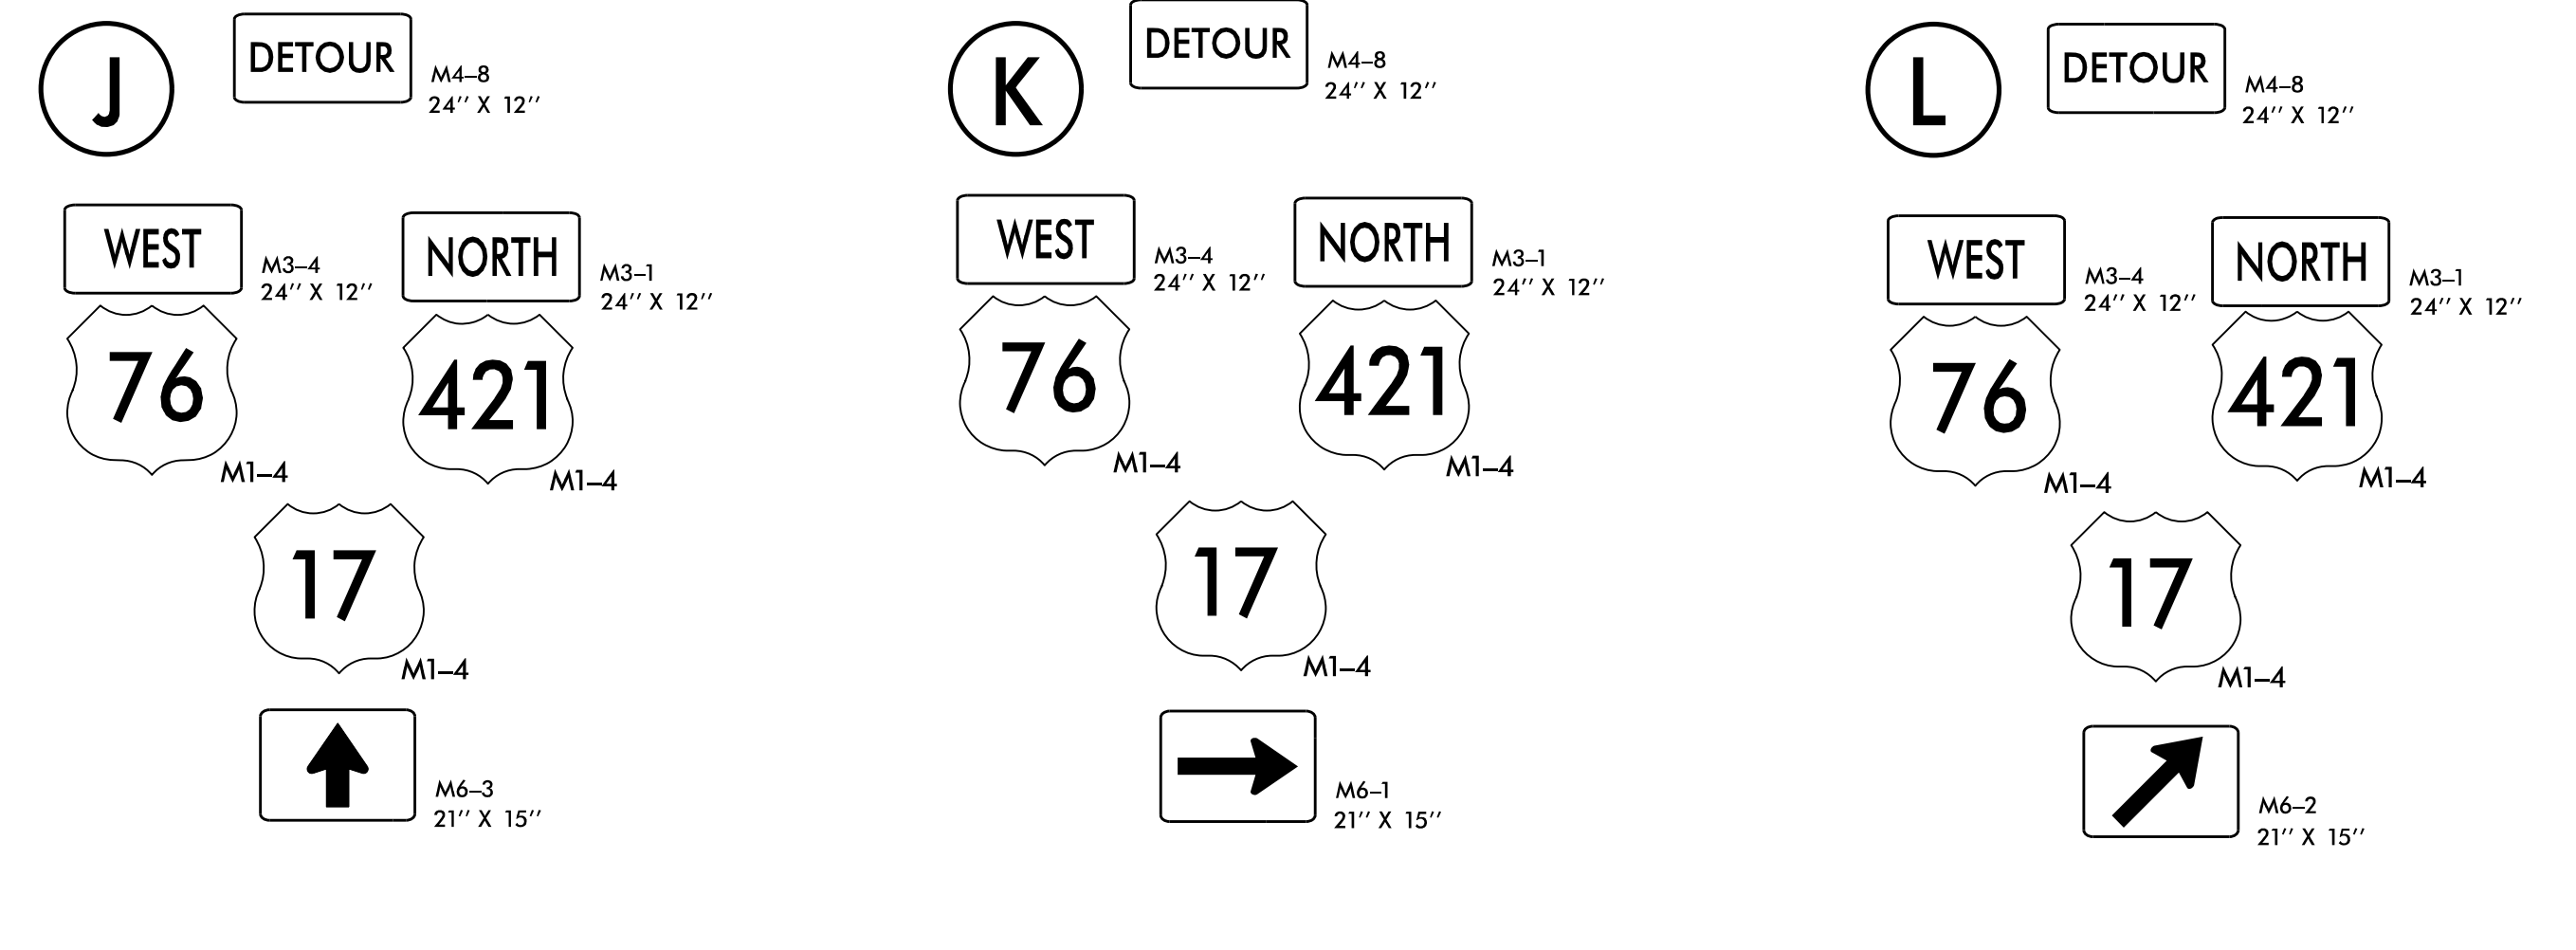 J
DETOUR
M4–8
24'' X 12''
WEST
M3–4
24'' X 12''
NORTH
M3–1
24'' X 12''
76
M1–4
421
M1–4
17
M1–4
M6–3
21'' X 15''
K
DETOUR
M4–8
24'' X 12''
WEST
M3–4
24'' X 12''
NORTH
M3–1
24'' X 12''
76
M1–4
421
M1–4
17
M1–4
M6–1
21'' X 15''
L
DETOUR
M4–8
24'' X 12''
WEST
M3–4
24'' X 12''
NORTH
M3–1
24'' X 12''
76
M1–4
421
M1–4
17
M1–4
M6–2
21'' X 15''